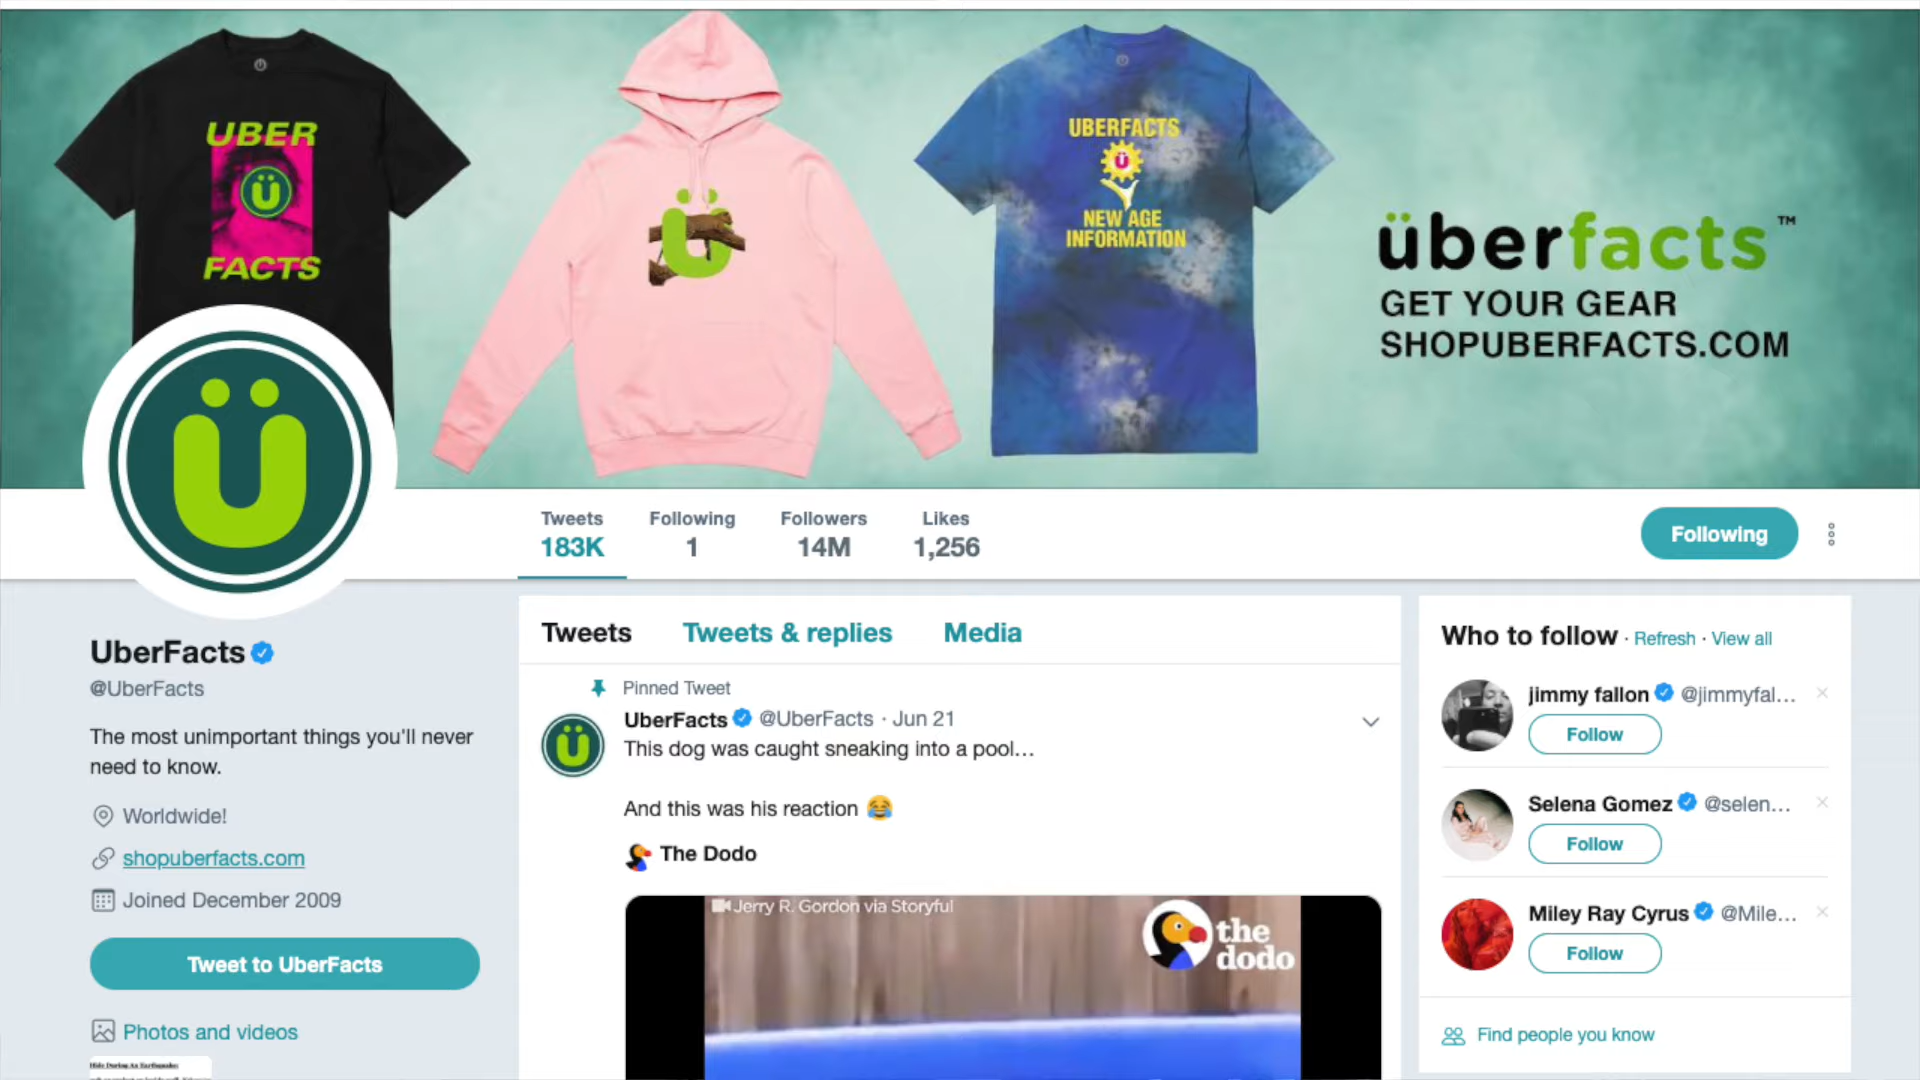 UBER
Ü
FACTS
Ü
UBERFACTS
Ü
NEW AGE
INFORMATION
überfacts™
GET YOUR GEAR
SHOPUBERFACTS.COM
Ü
Tweets
183K
Following
1
Followers
14M
Likes
1,256
Following
UberFacts
@UberFacts
The most unimportant things you'll never
need to know.
Worldwide!
shopuberfacts.com
Joined December 2009
Tweet to UberFacts
Photos and videos
Hide During An Earthquake:
Tweets
Tweets & replies
Media
Pinned Tweet
Ü
UberFacts @UberFacts · Jun 21
This dog was caught sneaking into a pool…
And this was his reaction 😂
The Dodo
Jerry R. Gordon via Storyful
the
dodo
Who to follow · Refresh · View all
jimmy fallon @jimmyfal...
Follow
Selena Gomez @selen...
Follow
Miley Ray Cyrus @Mile...
Follow
Find people you know